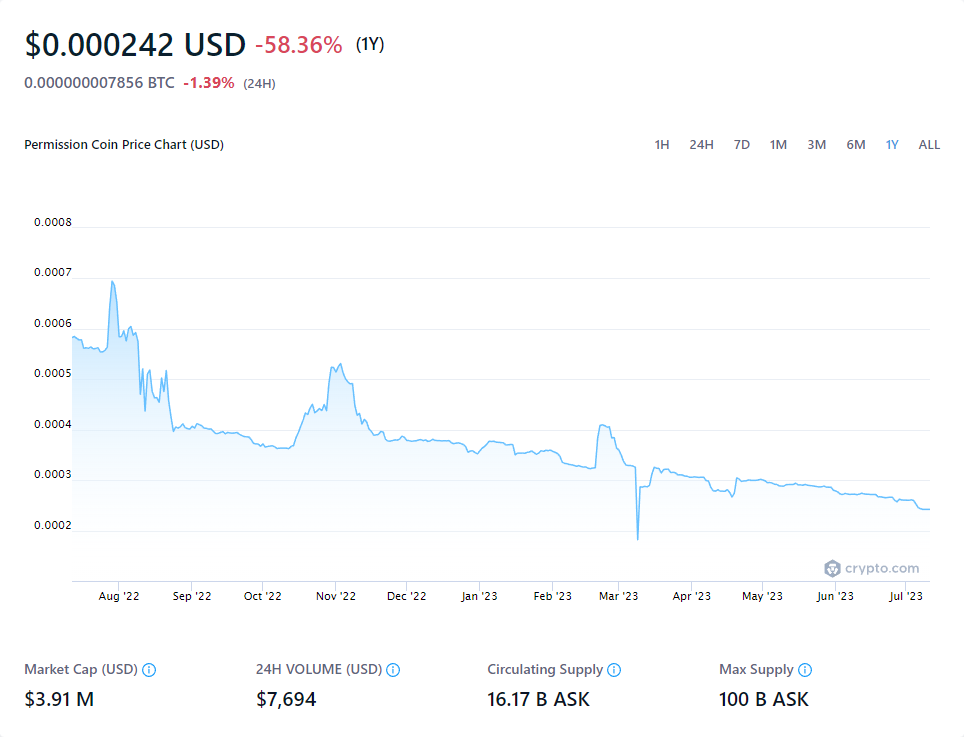 $0.000242 USD -58.36% (1Y)
0.000000007856 BTC -1.39% (24H)
Permission Coin Price Chart (USD) 1H 24H 7D 1M 3M 6M 1Y ALL
0.0008
0.0007
0.0006
0.0005
0.0004
0.0003
0.0002
crypto.com
Aug '22 Sep '22 Oct '22 Nov '22 Dec '22 Jan '23 Feb '23 Mar '23 Apr '23 May '23 Jun '23 Jul '23
Market Cap (USD) 24H VOLUME (USD) Circulating Supply Max Supply
$3.91 M $7,694 16.17 B ASK 100 B ASK